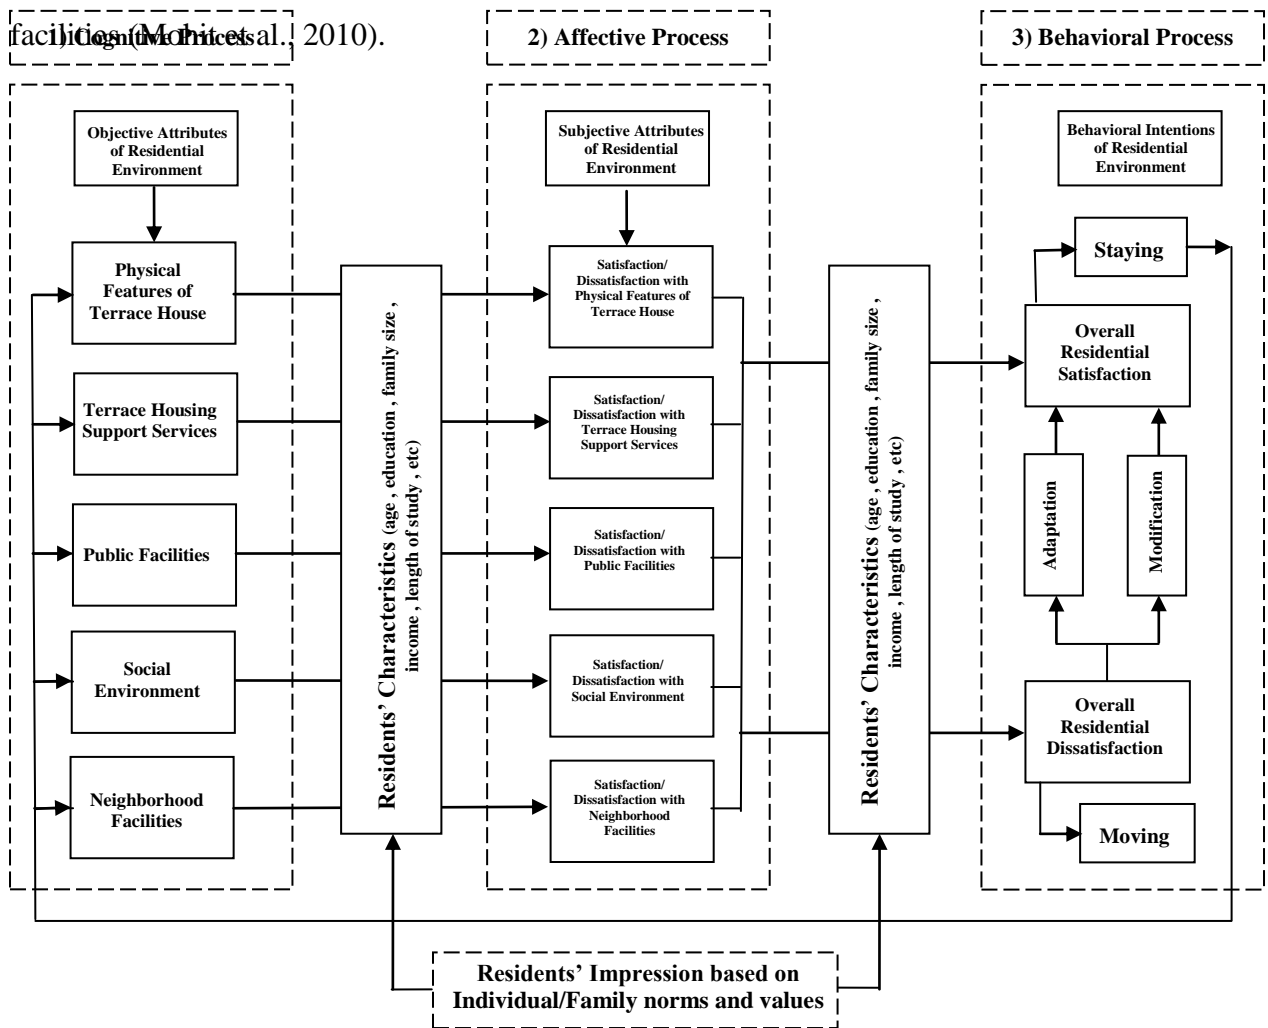 facilities (Mohit et al., 2010).
1) Cognitive Process
2) Affective Process
3) Behavioral Process
Objective Attributes
of Residential
Environment
Physical
Features of
Terrace House
Terrace Housing
Support Services
Public Facilities
Social
Environment
Neighborhood
Facilities
Residents' Characteristics (age , education , family size ,
income , length of study , etc)
Subjective Attributes
of Residential
Environment
Satisfaction/
Dissatisfaction with
Physical Features of
Terrace House
Satisfaction/
Dissatisfaction with
Terrace Housing
Support Services
Satisfaction/
Dissatisfaction with
Public Facilities
Satisfaction/
Dissatisfaction with
Social Environment
Satisfaction/
Dissatisfaction with
Neighborhood
Facilities
Residents' Characteristics (age , education , family size ,
income , length of study , etc)
Behavioral Intentions
of Residential
Environment
Staying
Overall
Residential
Satisfaction
Adaptation
Modification
Overall
Residential
Dissatisfaction
Moving
Residents' Impression based on
Individual/Family norms and values